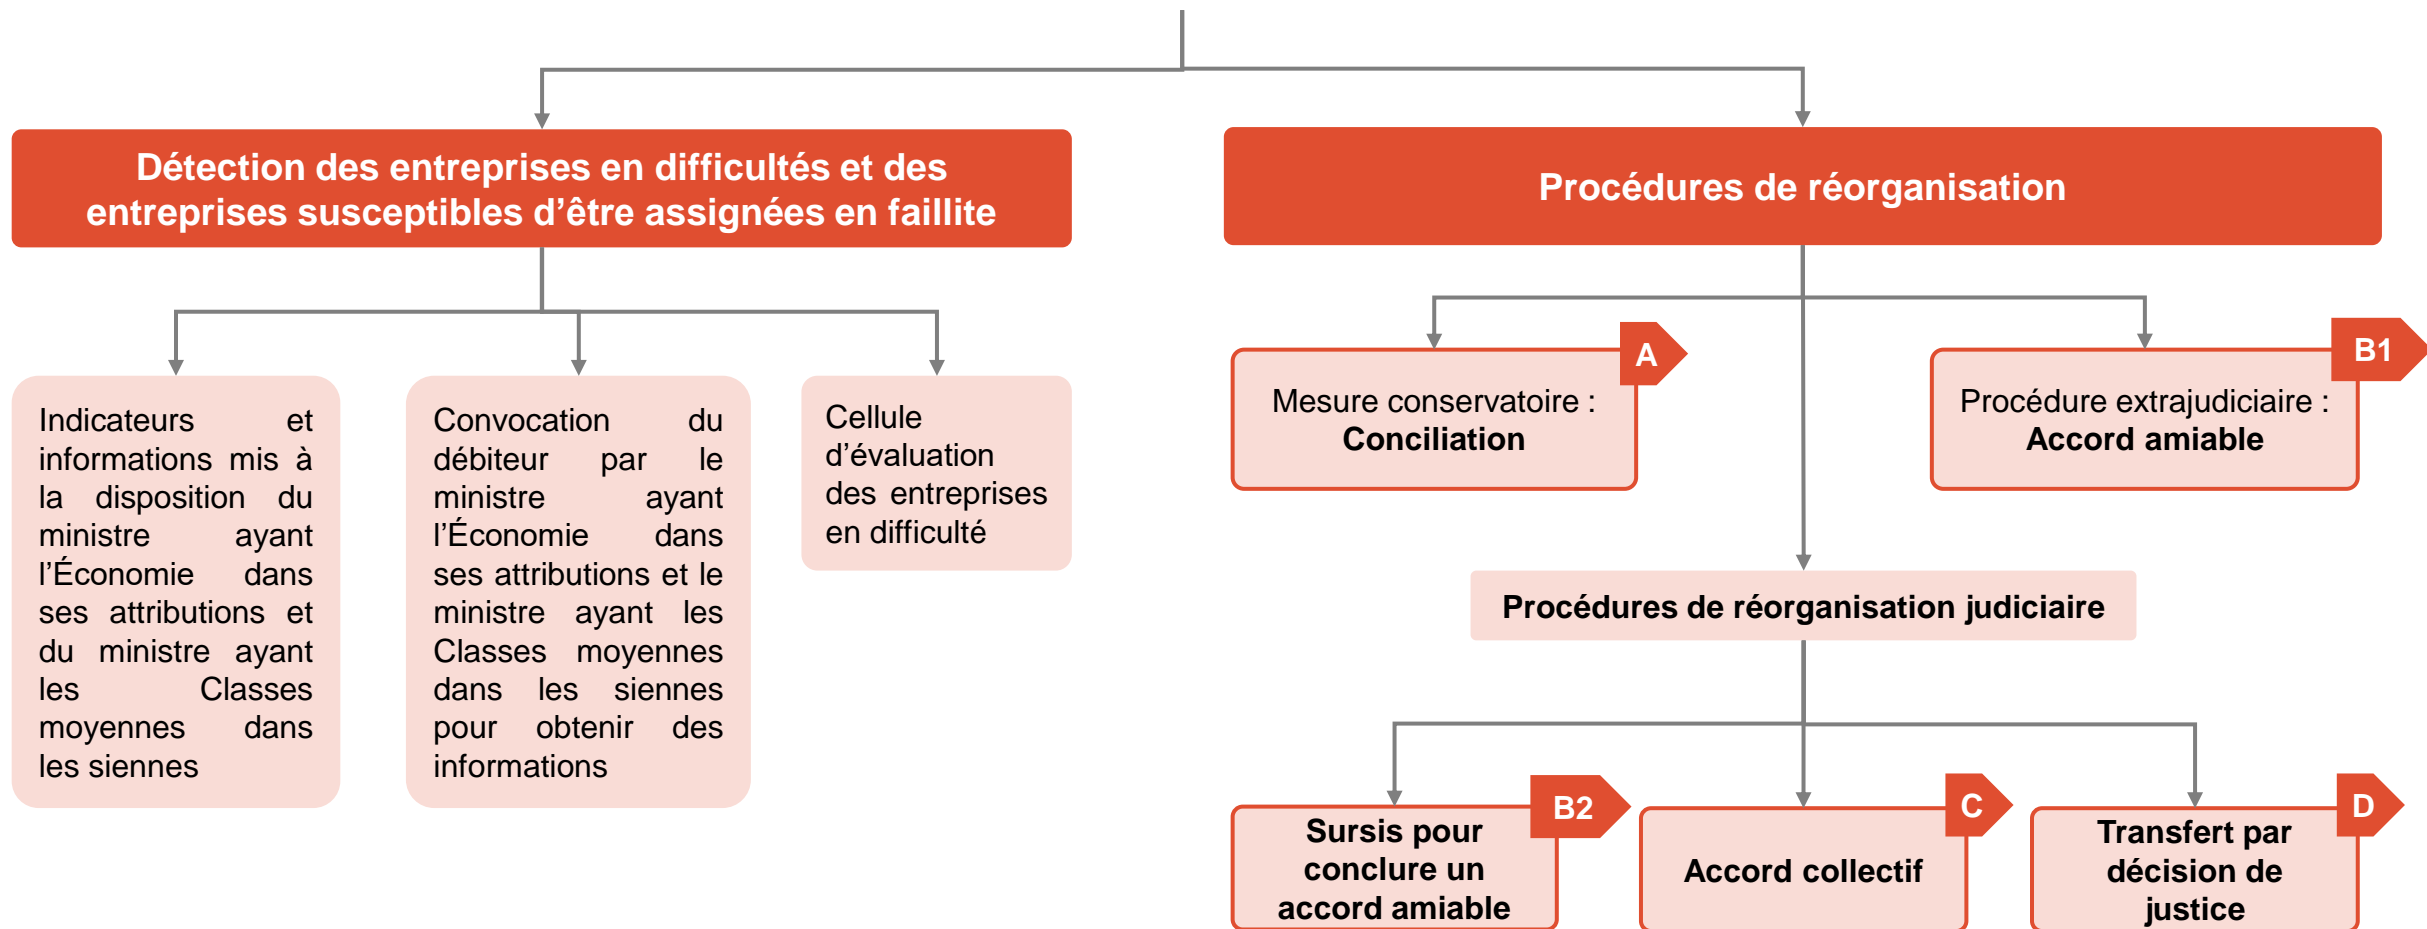 Détection des entreprises en difficultés et des
entreprises susceptibles d’être assignées en faillite
Indicateurs et
informations mis à
la disposition du
ministre ayant
l’Économie dans
ses attributions et
du ministre ayant
les Classes
moyennes dans
les siennes
Convocation du
débiteur par le
ministre ayant
l’Économie dans
ses attributions et le
ministre ayant les
Classes moyennes
dans les siennes
pour obtenir des
informations
Cellule
d’évaluation
des entreprises
en difficulté
Procédures de réorganisation
A
Mesure conservatoire :
Conciliation
B1
Procédure extrajudiciaire :
Accord amiable
Procédures de réorganisation judiciaire
B2
Sursis pour
conclure un
accord amiable
C
Accord collectif
D
Transfert par
décision de
justice